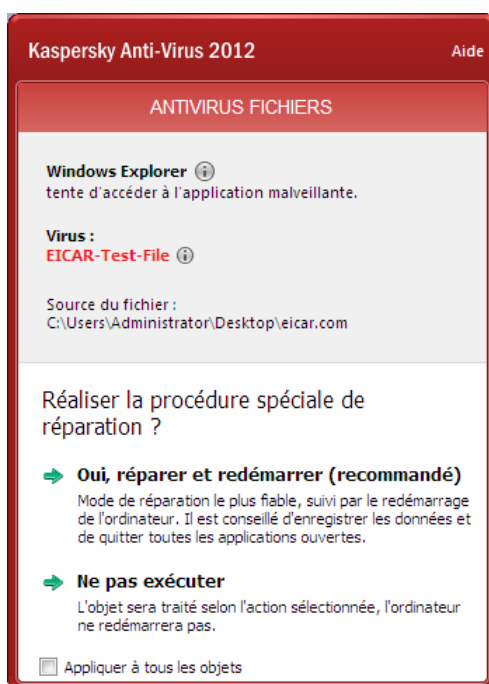 Kaspersky Anti-Virus 2012
Aide
ANTIVIRUS FICHIERS
Windows Explorer
tente d'accéder à l'application malveillante.
Virus :
EICAR-Test-File
Source du fichier :
C:\Users\Administrator\Desktop\eicar.com
Réaliser la procédure spéciale de
réparation ?
Oui, réparer et redémarrer (recommandé)
Mode de réparation le plus fiable, suivi par le redémarrage
de l'ordinateur. Il est conseillé d'enregistrer les données et
de quitter toutes les applications ouvertes.
Ne pas exécuter
L'objet sera traité selon l'action sélectionnée, l'ordinateur
ne redémarrera pas.
Appliquer à tous les objets